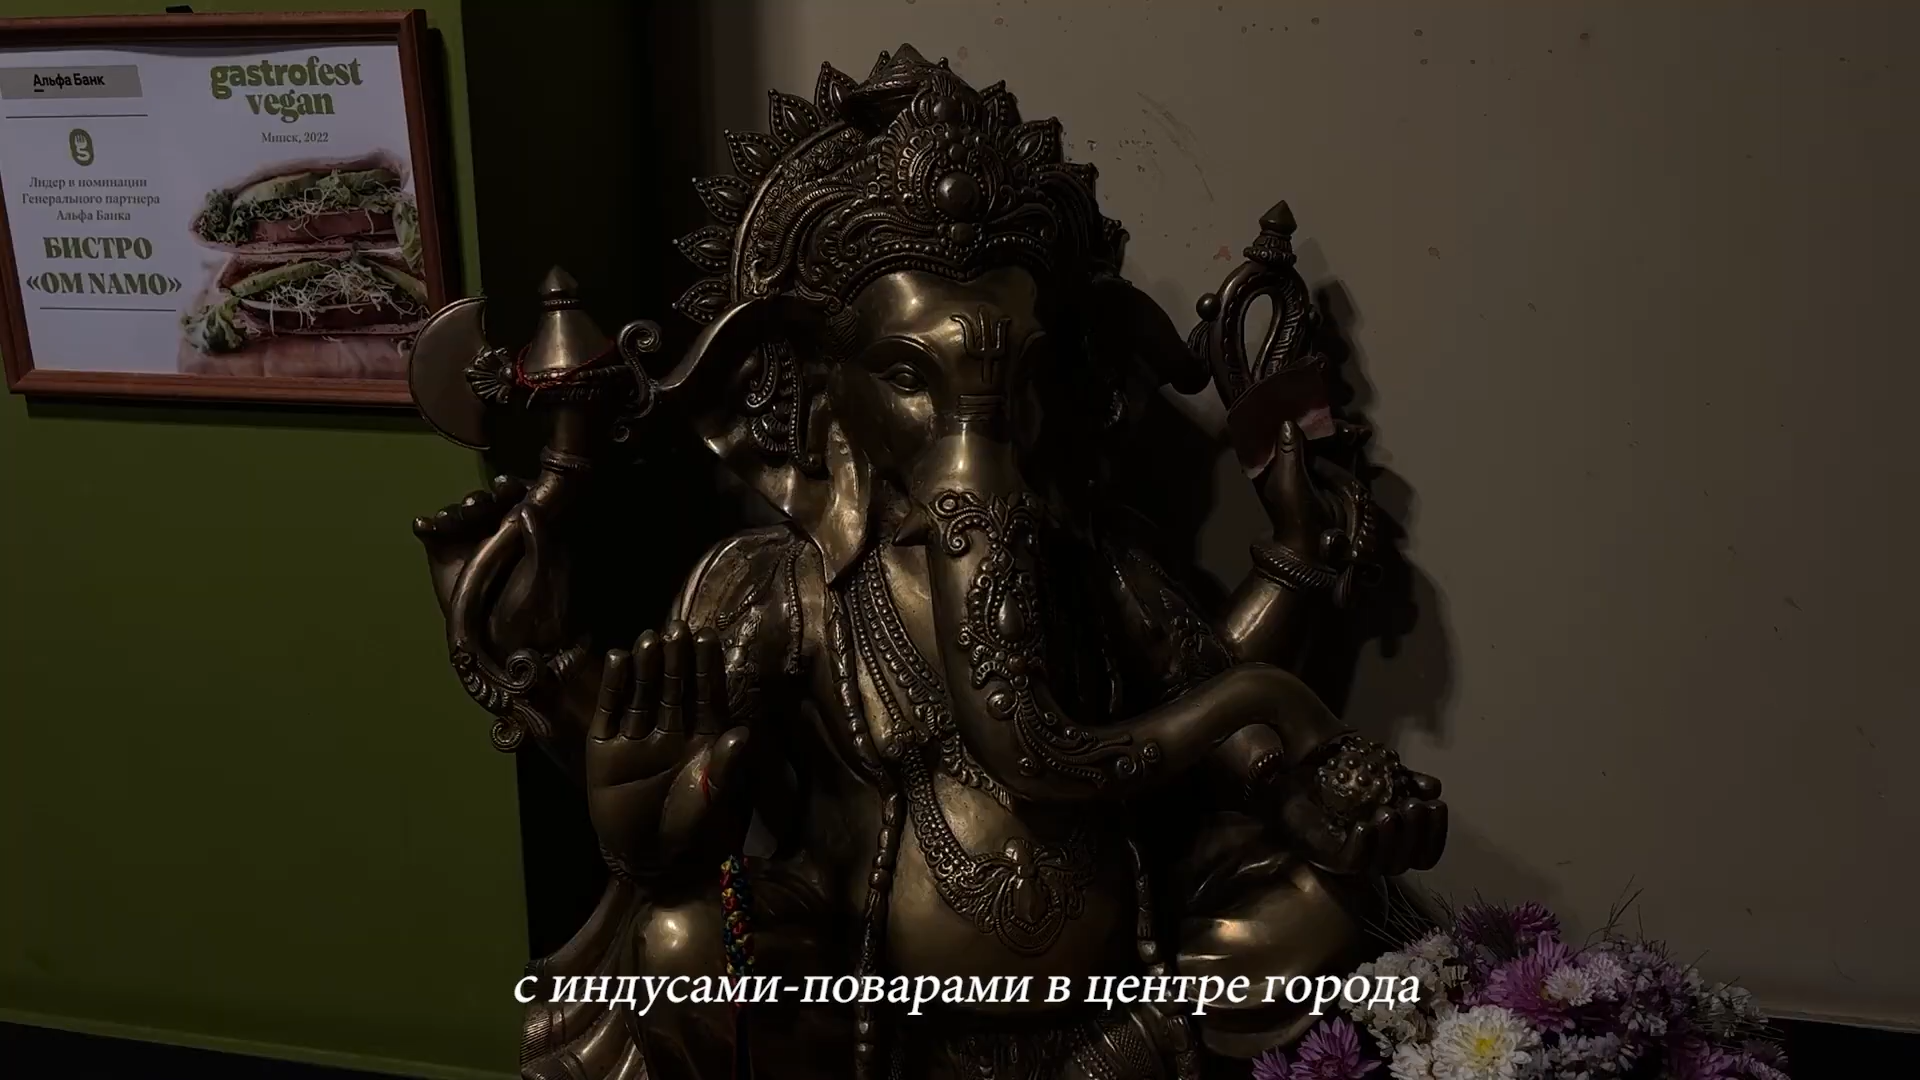 Альфа Банк
Лидер в номинации
Генерального партнера
Альфа Банка
БИСТРО
«OM NAMO»
gastrofest
vegan
Минск, 2022
с индусами-поварами в центре города